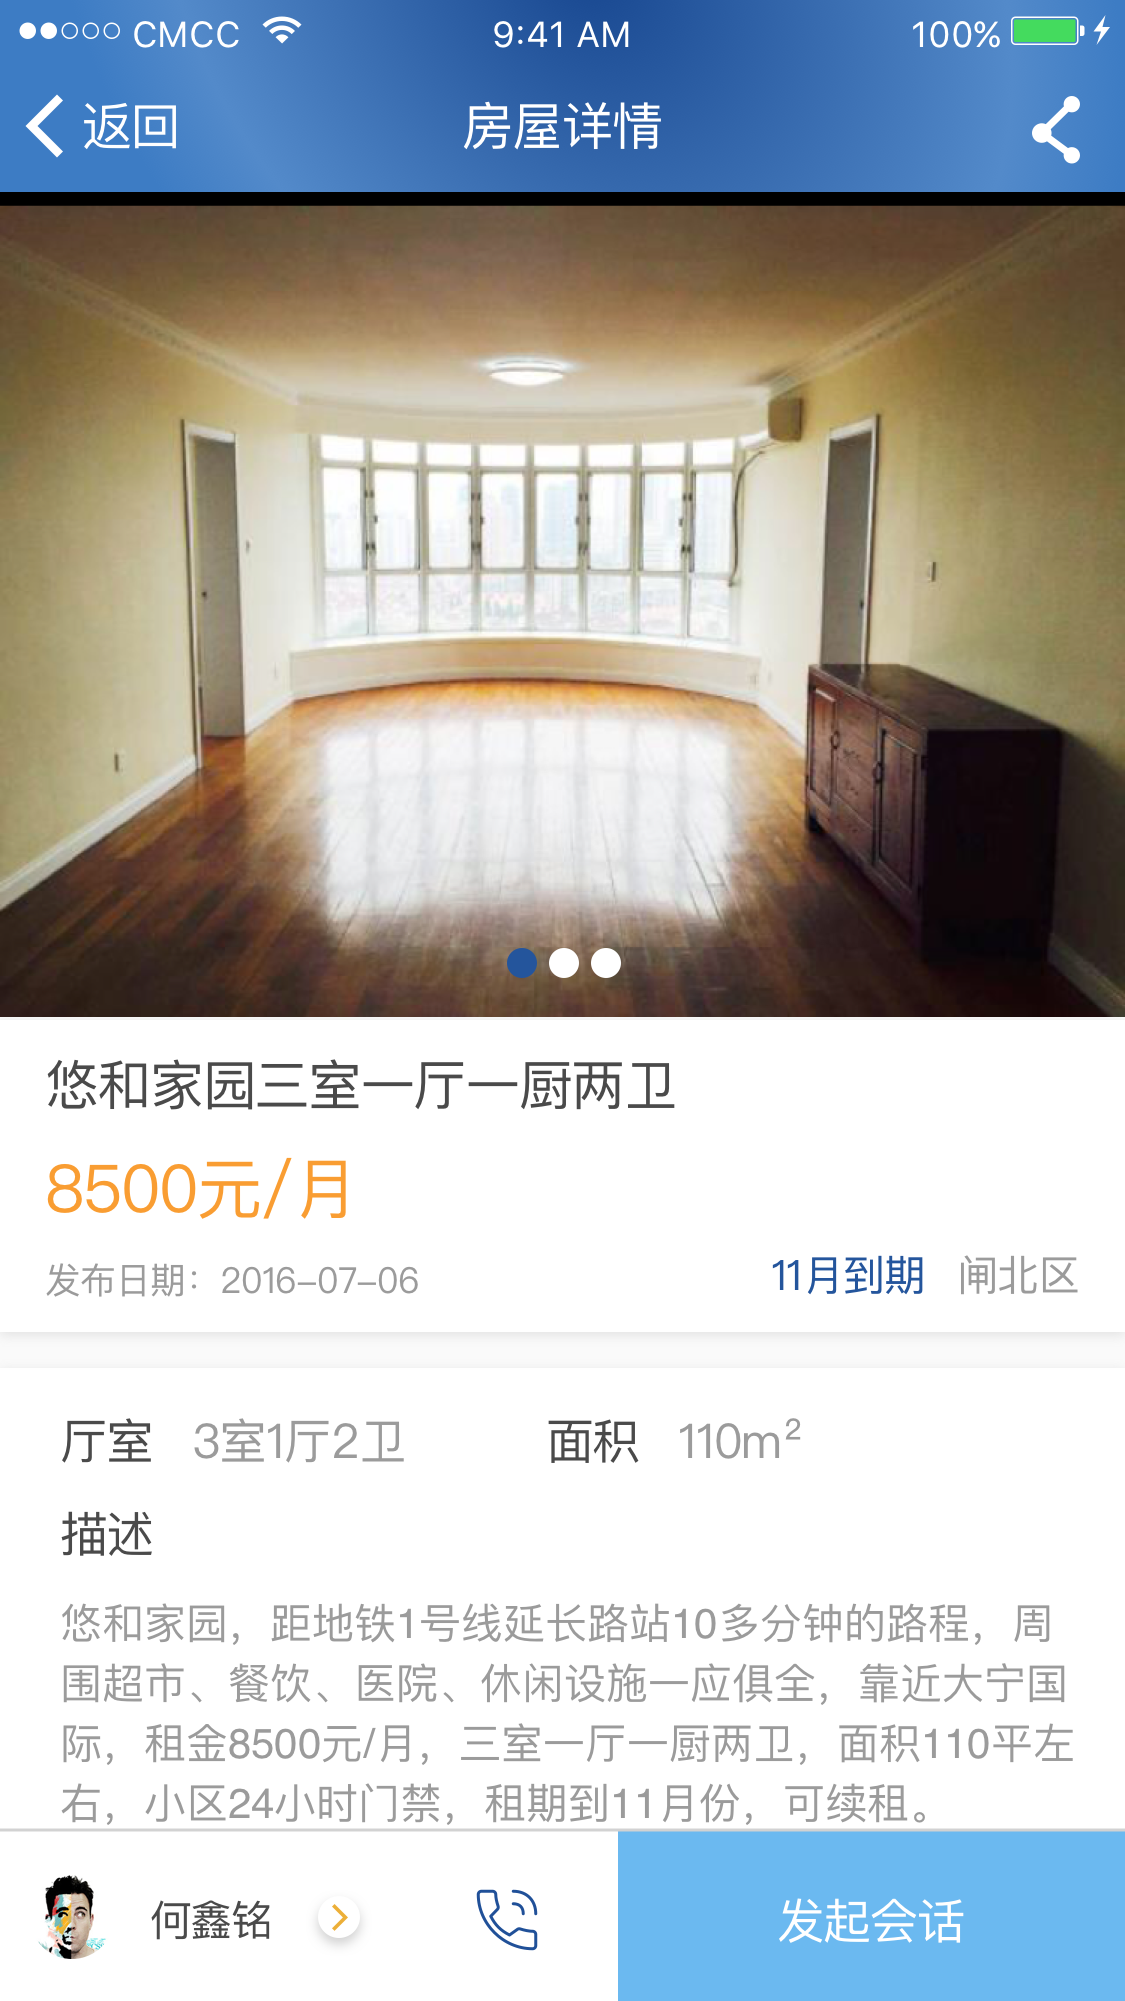 CMCC 9:41 AM 100%
返回 房屋详情
悠和家园三室一厅一厨两卫
8500元/月
发布日期：2016-07-06 11月到期 闸北区
厅室 3室1厅2卫 面积 110m²
描述
悠和家园，距地铁1号线延长路站10多分钟的路程，周
围超市、餐饮、医院、休闲设施一应俱全，靠近大宁国
际，租金8500元/月，三室一厅一厨两卫，面积110平左
右，小区24小时门禁，租期到11月份，可续租。
何鑫铭 发起会话